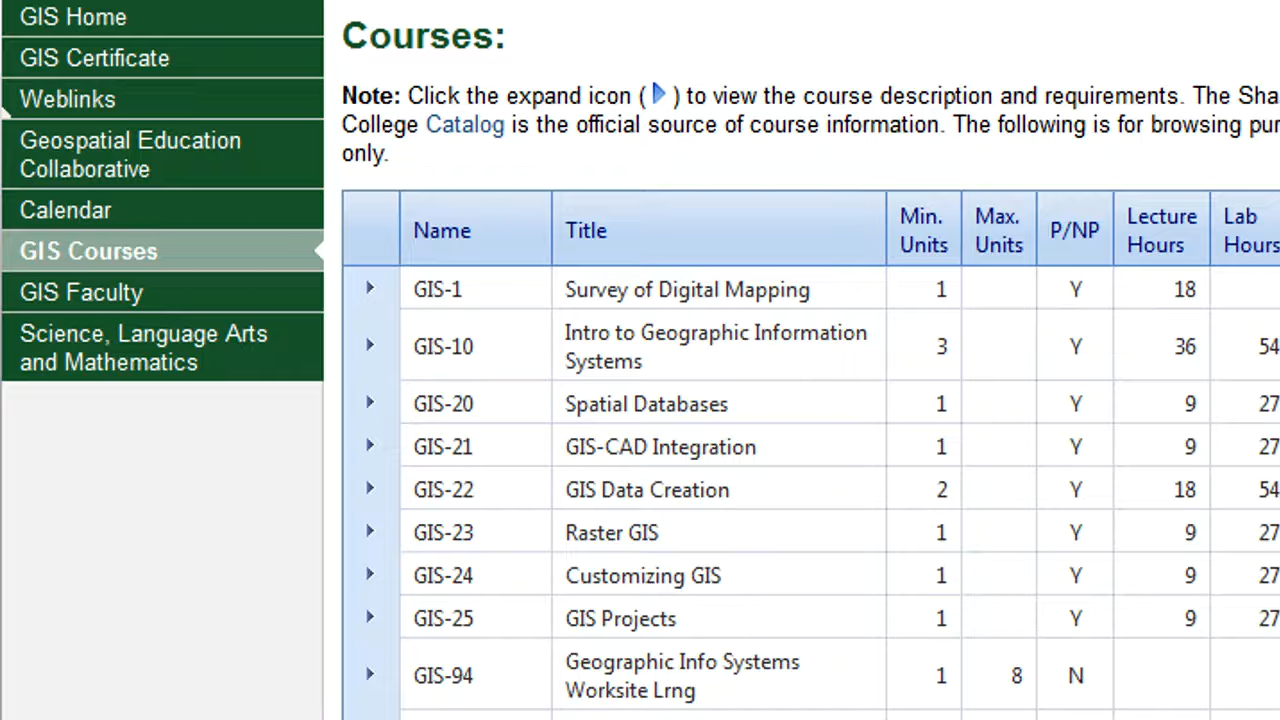 GIS Home
GIS Certificate
Weblinks
Geospatial Education
Collaborative
Calendar
GIS Courses
GIS Faculty
Science, Language Arts
and Mathematics
Courses:
Note: Click the expand icon ( ) to view the course description and requirements. The Sha
College Catalog is the official source of course information. The following is for browsing pur
only.
Name Title Min. Units Max. Units P/NP Lecture Hours Lab Hours
GIS-1 Survey of Digital Mapping 1 Y 18
GIS-10 Intro to Geographic Information Systems 3 Y 36 54
GIS-20 Spatial Databases 1 Y 9 27
GIS-21 GIS-CAD Integration 1 Y 9 27
GIS-22 GIS Data Creation 2 Y 18 54
GIS-23 Raster GIS 1 Y 9 27
GIS-24 Customizing GIS 1 Y 9 27
GIS-25 GIS Projects 1 Y 9 27
GIS-94 Geographic Info Systems Worksite Lrng 1 8 N